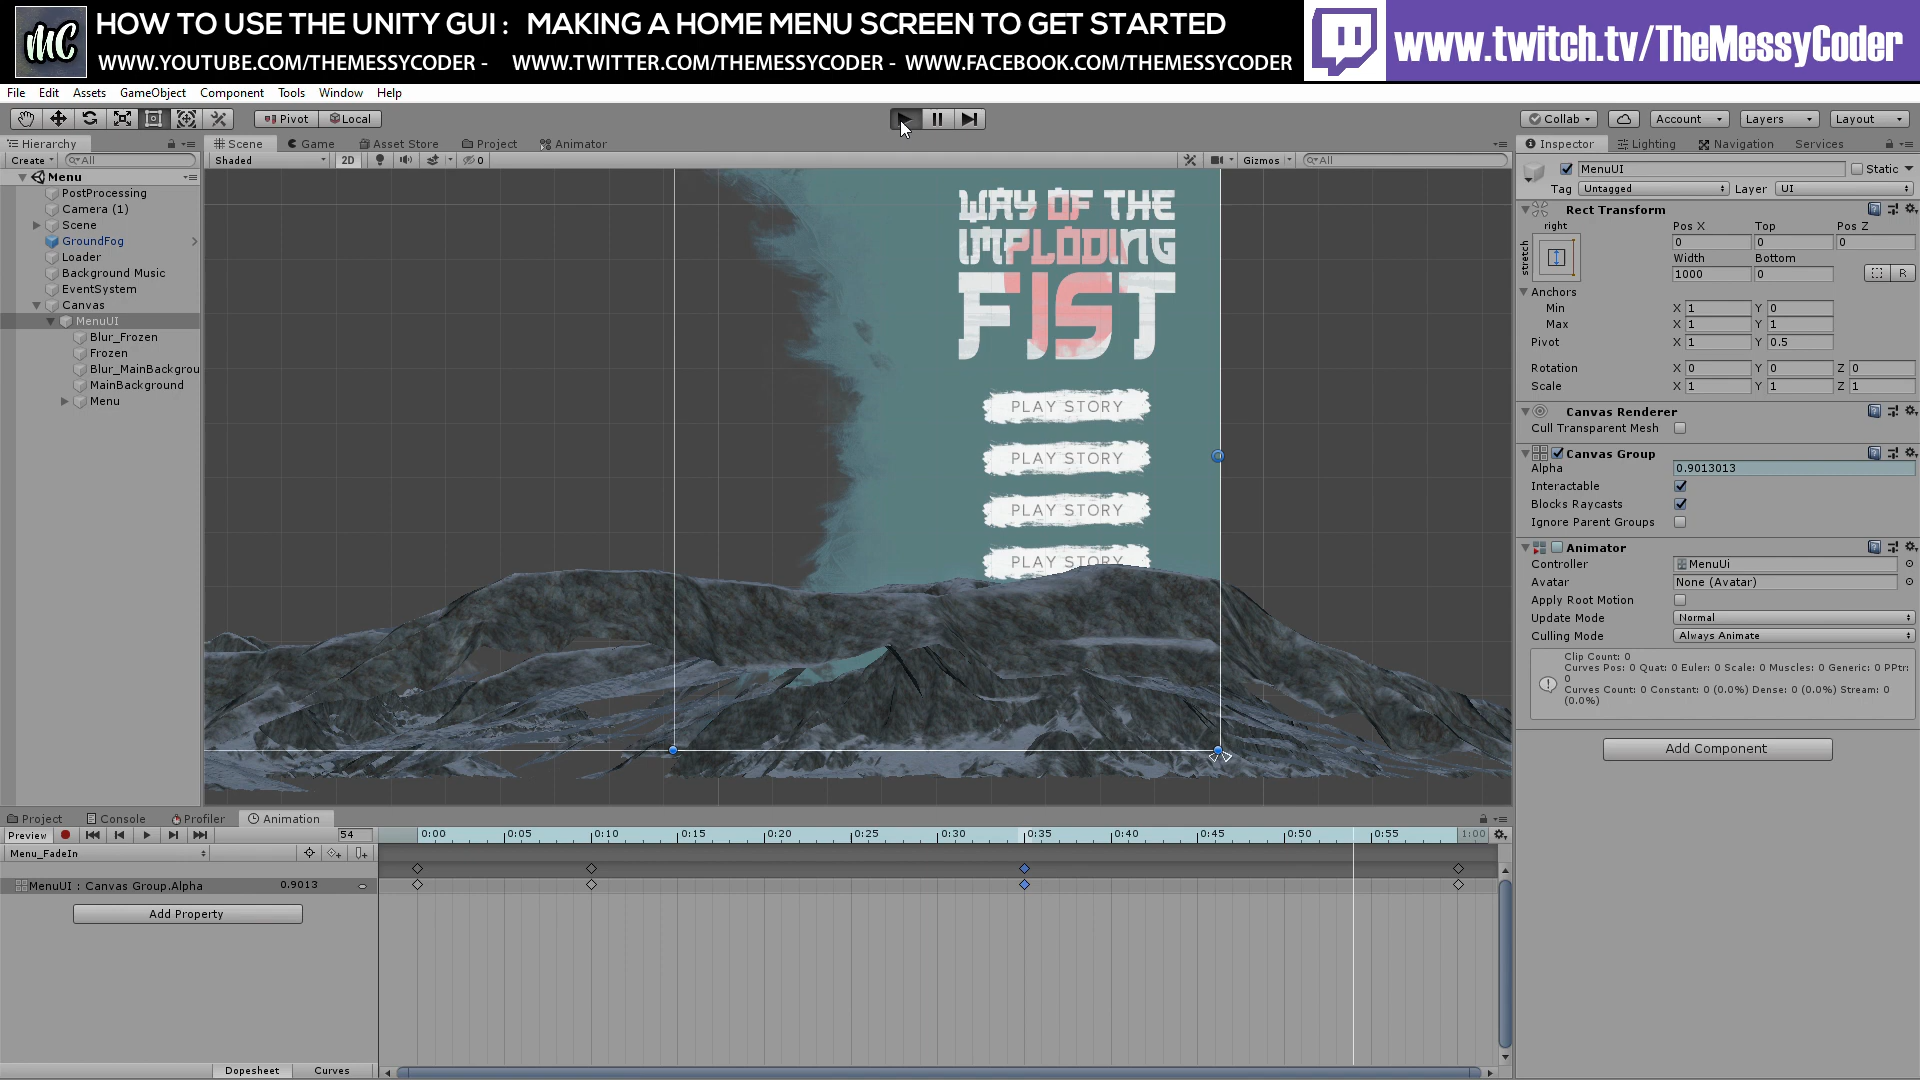 MC
HOW TO USE THE UNITY GUI : MAKING A HOME MENU SCREEN TO GET STARTED
WWW.YOUTUBE.COM/THEMESSYCODER - WWW.TWITTER.COM/THEMESSYCODER - WWW.FACEBOOK.COM/THEMESSYCODER
www.twitch.tv/TheMessyCoder
File Edit Assets GameObject Component Tools Window Help
Pivot Local
Collab Account Layers Layout
Hierarchy
Create All
Menu
PostProcessing
Camera (1)
Scene
GroundFog
Loader
Background Music
EventSystem
Canvas
MenuUI
Blur_Frozen
Frozen
Blur_MainBackgrou
MainBackground
Menu
Scene Game Asset Store Project Animator
Shaded 2D 0 Gizmos All
WAY OF THE
IMPLODING
FIST
PLAY STORY
PLAY STORY
PLAY STORY
PLAY STORY
Inspector Lighting Navigation Services
MenuUI Static
Tag Untagged Layer UI
Rect Transform
right Pos X Top Pos Z
stretch 0 0 0
Width Bottom
1000 0 R
Anchors
Min X 1 Y 0
Max X 1 Y 1
Pivot X 1 Y 0.5
Rotation X 0 Y 0 Z 0
Scale X 1 Y 1 Z 1
Canvas Renderer
Cull Transparent Mesh
Canvas Group
Alpha 0.9013013
Interactable
Blocks Raycasts
Ignore Parent Groups
Animator
Controller MenuUi
Avatar None (Avatar)
Apply Root Motion
Update Mode Normal
Culling Mode Always Animate
Clip Count: 0
Curves Pos: 0 Quat: 0 Euler: 0 Scale: 0 Muscles: 0 Generic: 0 PPtr:
0
Curves Count: 0 Constant: 0 (0.0%) Dense: 0 (0.0%) Stream: 0
(0.0%)
Add Component
Project Console Profiler Animation
Preview 54 0:00 0:05 0:10 0:15 0:20 0:25 0:30 0:35 0:40 0:45 0:50 0:55 1:00
Menu_FadeIn
MenuUI : Canvas Group.Alpha 0.9013
Add Property
Dopesheet Curves